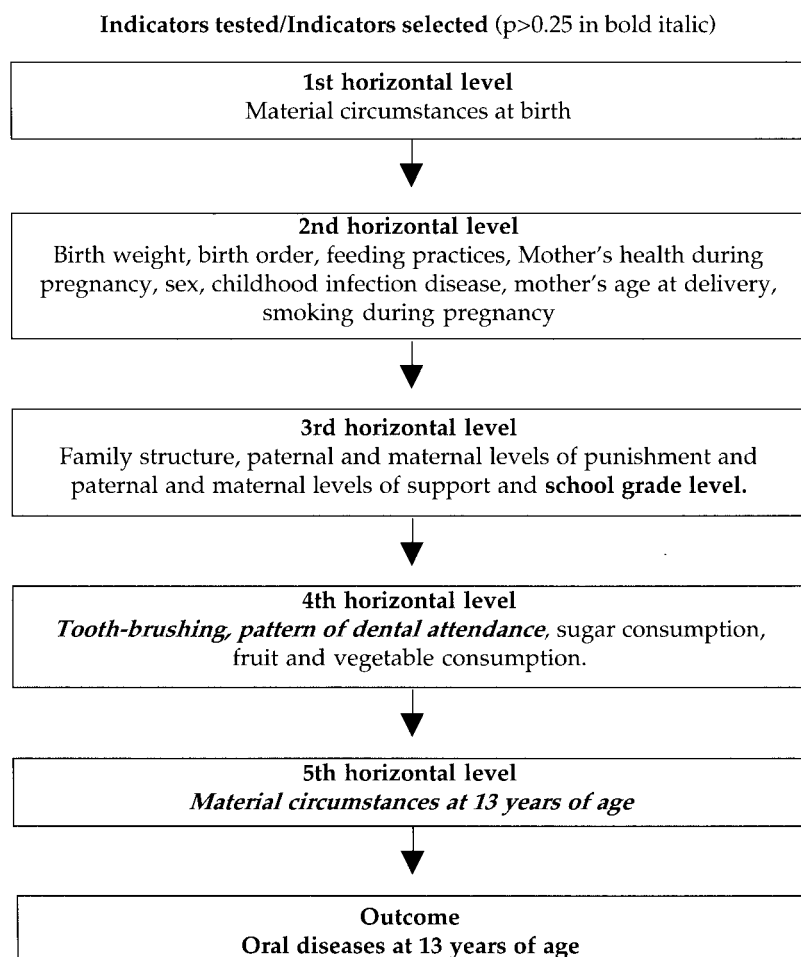 Indicators tested/Indicators selected (p>0.25 in bold italic)
1st horizontal level
Material circumstances at birth
2nd horizontal level
Birth weight, birth order, feeding practices, Mother's health during
pregnancy, sex, childhood infection disease, mother's age at delivery,
smoking during pregnancy
3rd horizontal level
Family structure, paternal and maternal levels of punishment and
paternal and maternal levels of support and school grade level.
4th horizontal level
Tooth-brushing, pattern of dental attendance, sugar consumption,
fruit and vegetable consumption.
5th horizontal level
Material circumstances at 13 years of age
Outcome
Oral diseases at 13 years of age